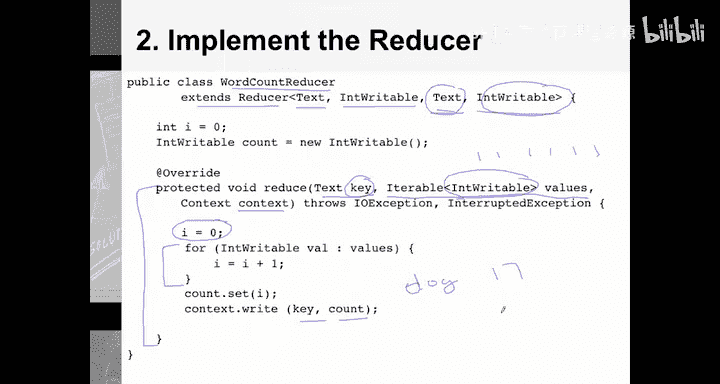 2. Implement the Reducer
bilibili
public class WordCountReducer
extends Reducer<Text, IntWritable, Text, IntWritable> {
int i = 0;
IntWritable count = new IntWritable();
@Override
protected void reduce(Text key, Iterable<IntWritable> values,
Context context) throws IOException, InterruptedException {
i = 0;
for (IntWritable val : values) {
i = i + 1;
}
count.set(i);
context.write (key, count);
}
}
dog 17